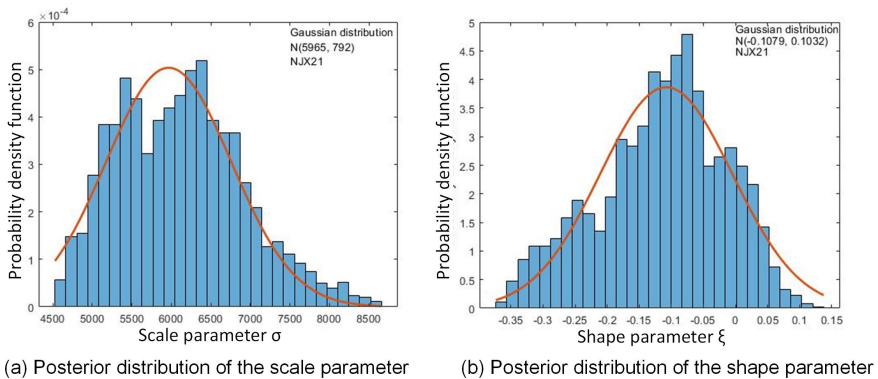 6 ×10-4
Gaussian distribution
N(5965, 792)
NJX21
5
4
3
2
1
0
Probability density function
4500 5000 5500 6000 6500 7000 7500 8000 8500
Scale parameter σ
(a) Posterior distribution of the scale parameter
5
Gaussian distribution
N(-0.1079, 0.1032)
NJX21
4.5
4
3.5
3
2.5
2
1.5
1
0.5
0
Probability density function
-0.35 -0.3 -0.25 -0.2 -0.15 -0.1 -0.05 0 0.05 0.1 0.15
Shape parameter ξ
(b) Posterior distribution of the shape parameter